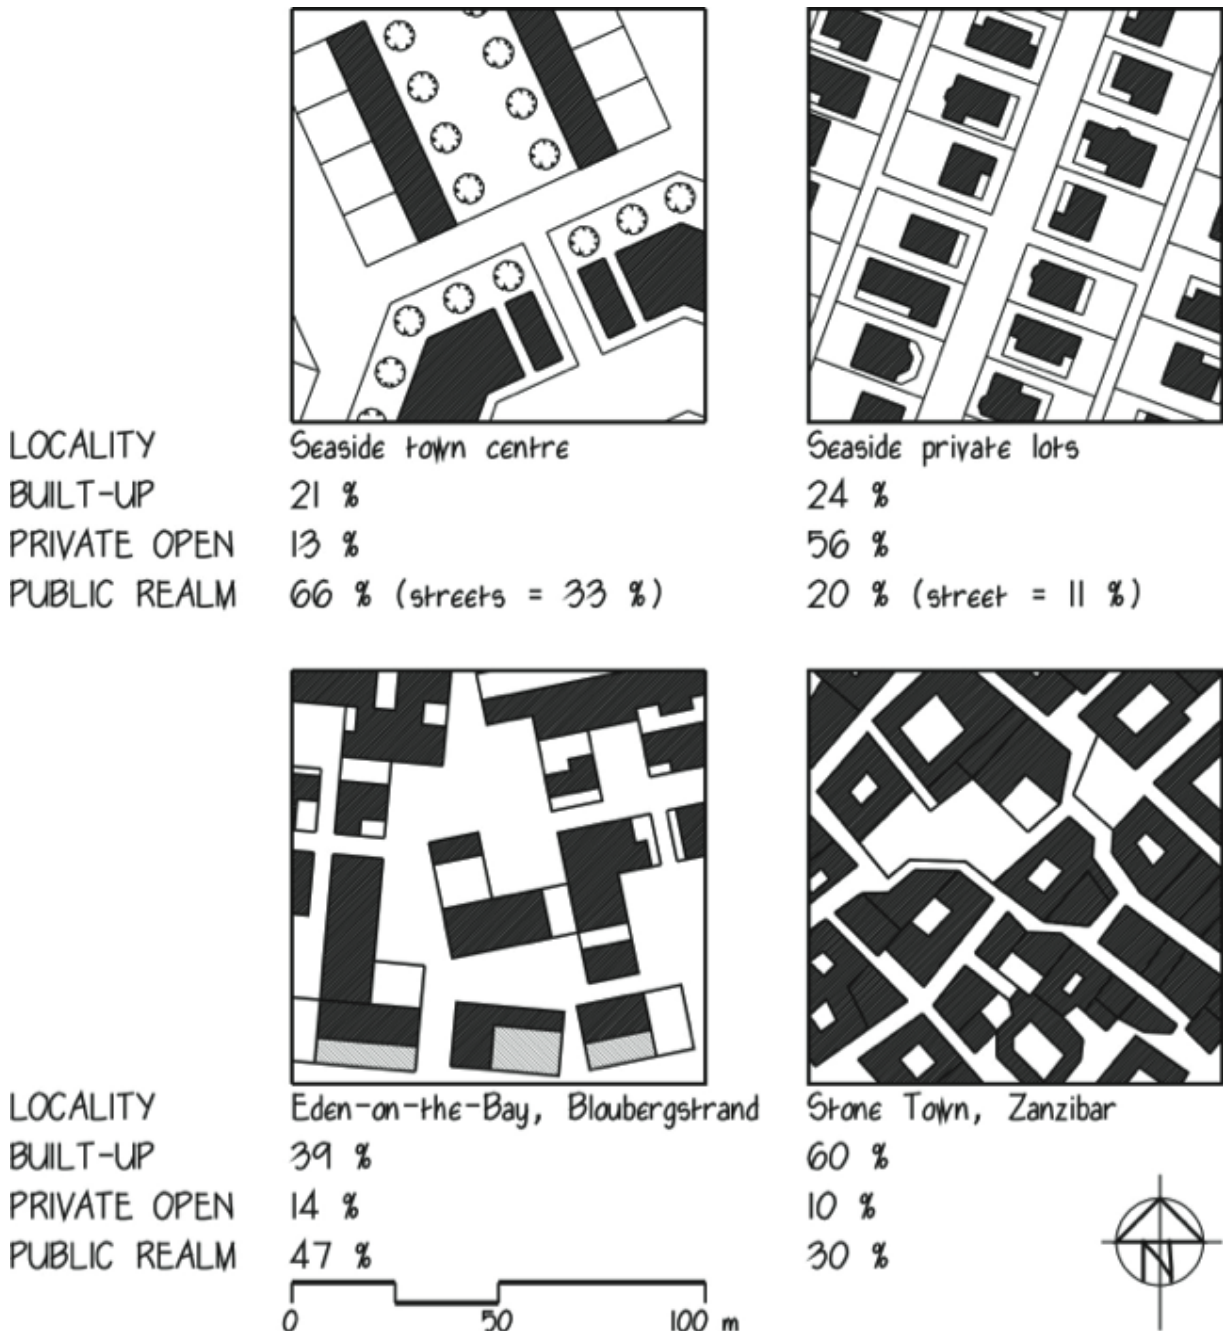 LOCALITY Seaside town centre Seaside private lots
BUILT-UP 21 % 24 %
PRIVATE OPEN 13 % 56 %
PUBLIC REALM 66 % (streets = 33 %) 20 % (street = 11 %)
LOCALITY Eden-on-the-Bay, Bloubergstrand Stone Town, Zanzibar
BUILT-UP 39 % 60 %
PRIVATE OPEN 14 % 10 %
PUBLIC REALM 47 % 30 %
N
0 50 100 m